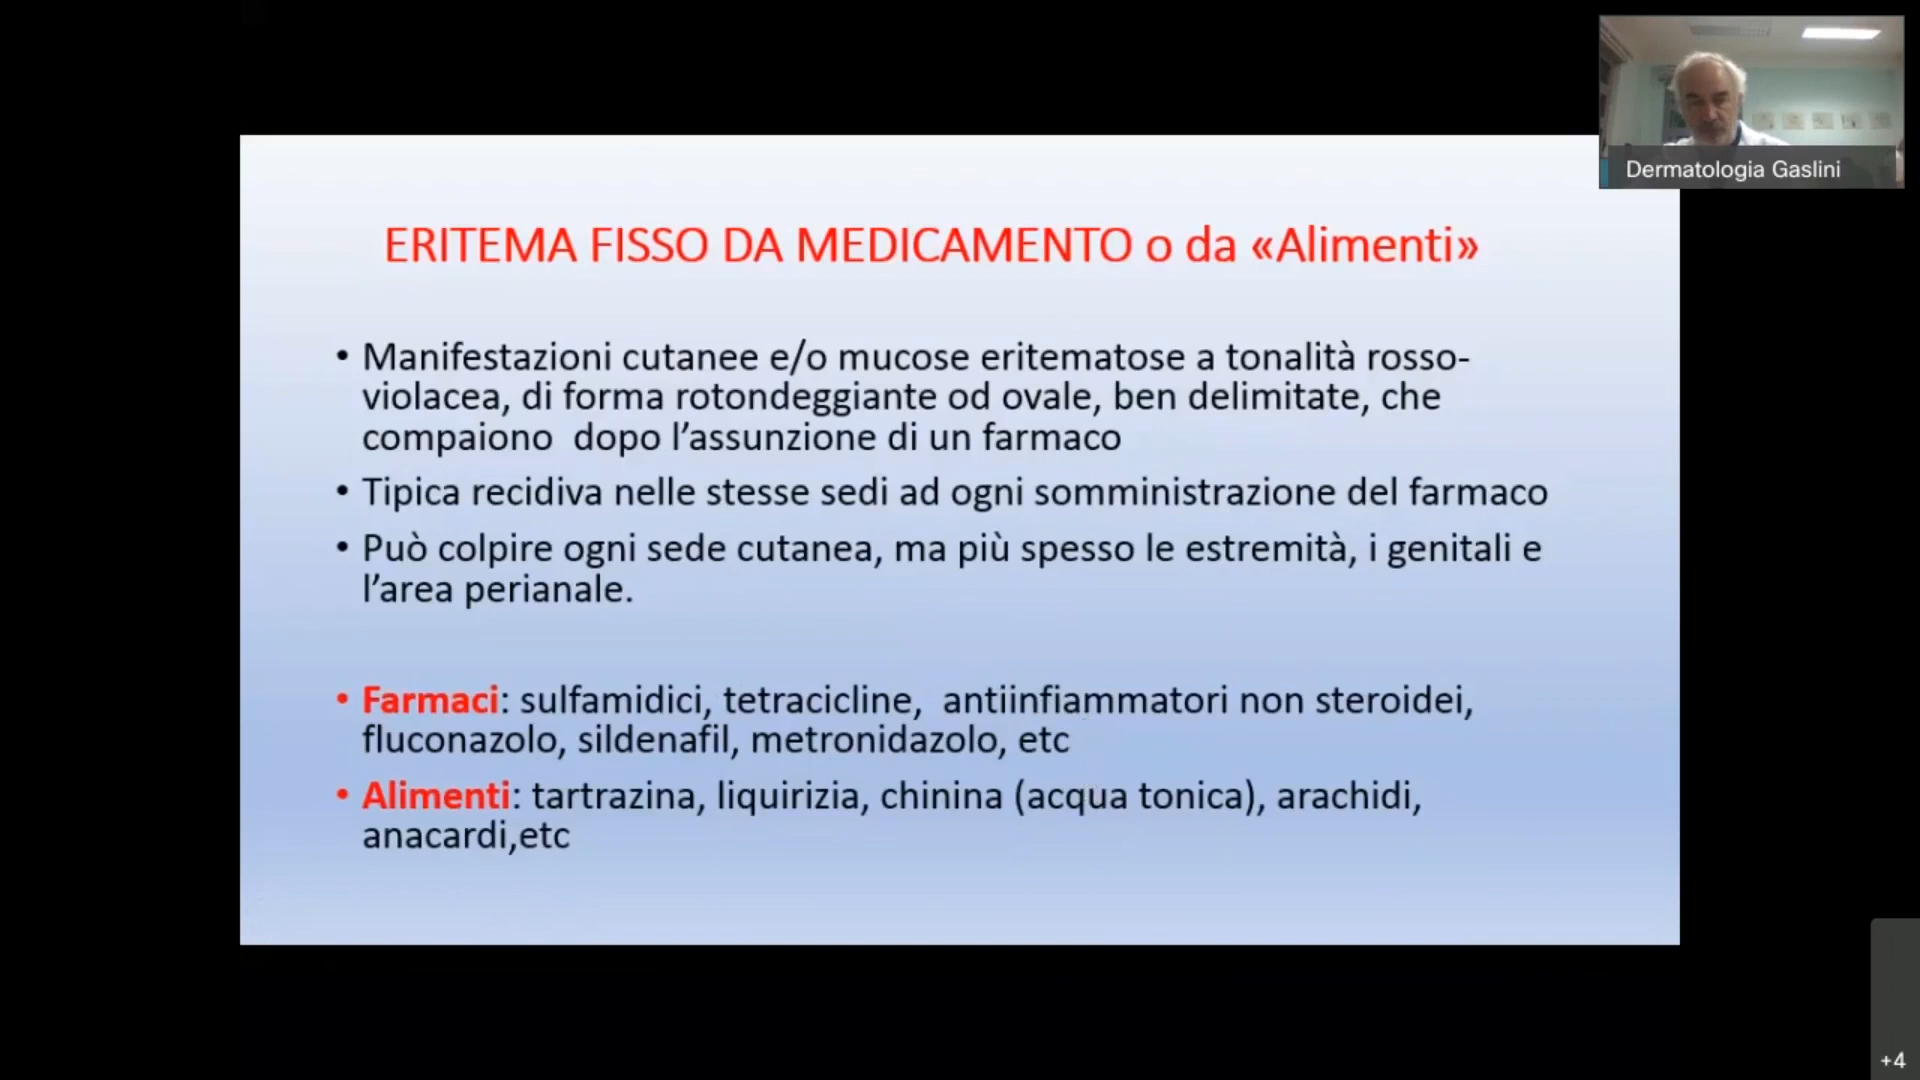 Dermatologia Gaslini
ERITEMA FISSO DA MEDICAMENTO o da «Alimenti»
• Manifestazioni cutanee e/o mucose eritematose a tonalità rosso-
violacea, di forma rotondeggiante od ovale, ben delimitate, che
compaiono  dopo l’assunzione di un farmaco
• Tipica recidiva nelle stesse sedi ad ogni somministrazione del farmaco
• Può colpire ogni sede cutanea, ma più spesso le estremità, i genitali e
l’area perianale.
• Farmaci: sulfamidici, tetracicline,  antiinfiammatori non steroidei,
fluconazolo, sildenafil, metronidazolo, etc
• Alimenti: tartrazina, liquirizia, chinina (acqua tonica), arachidi,
anacardi,etc
+4